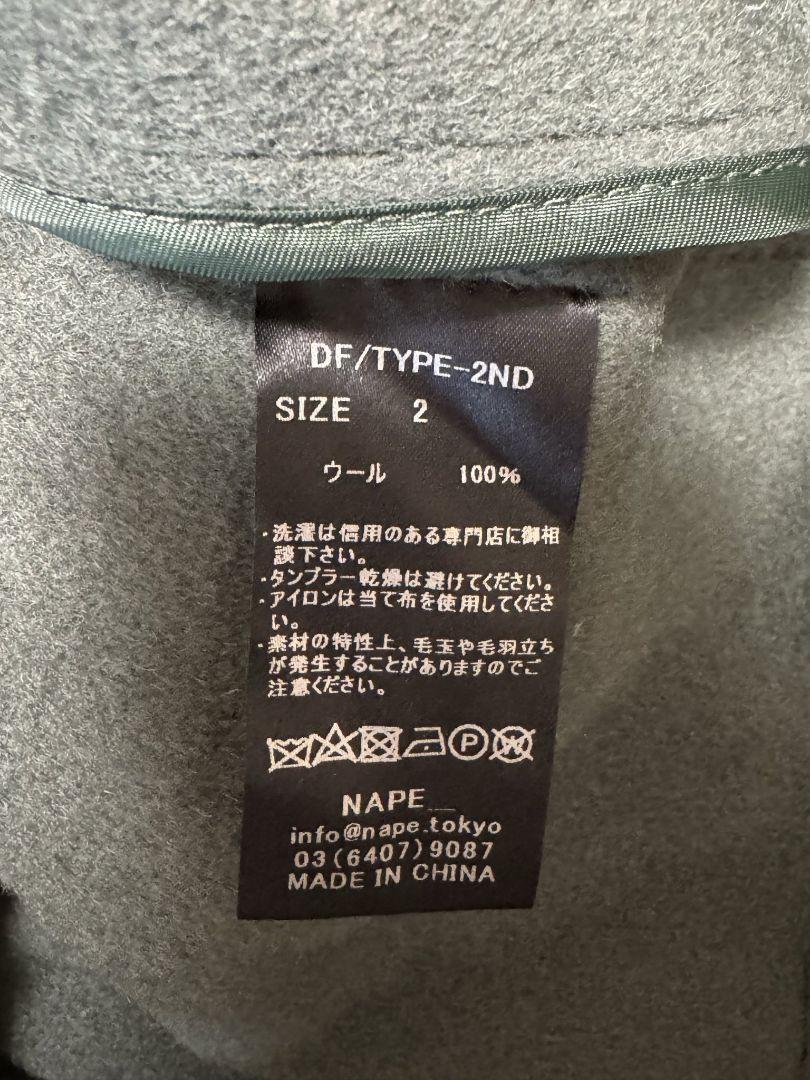 DF/TYPE-2ND
SIZE 2
ウール 100%
・洗濯は信用のある専門店に御相
談下さい。
・タンブラー乾燥は避けてください。
・アイロンは当て布を使用してくださ
い。
・素材の特性上、毛玉や毛羽立ち
が発生することがありますのでご
注意ください。
P W
NAPE__
info@nape.tokyo
03(6407)9087
MADE IN CHINA